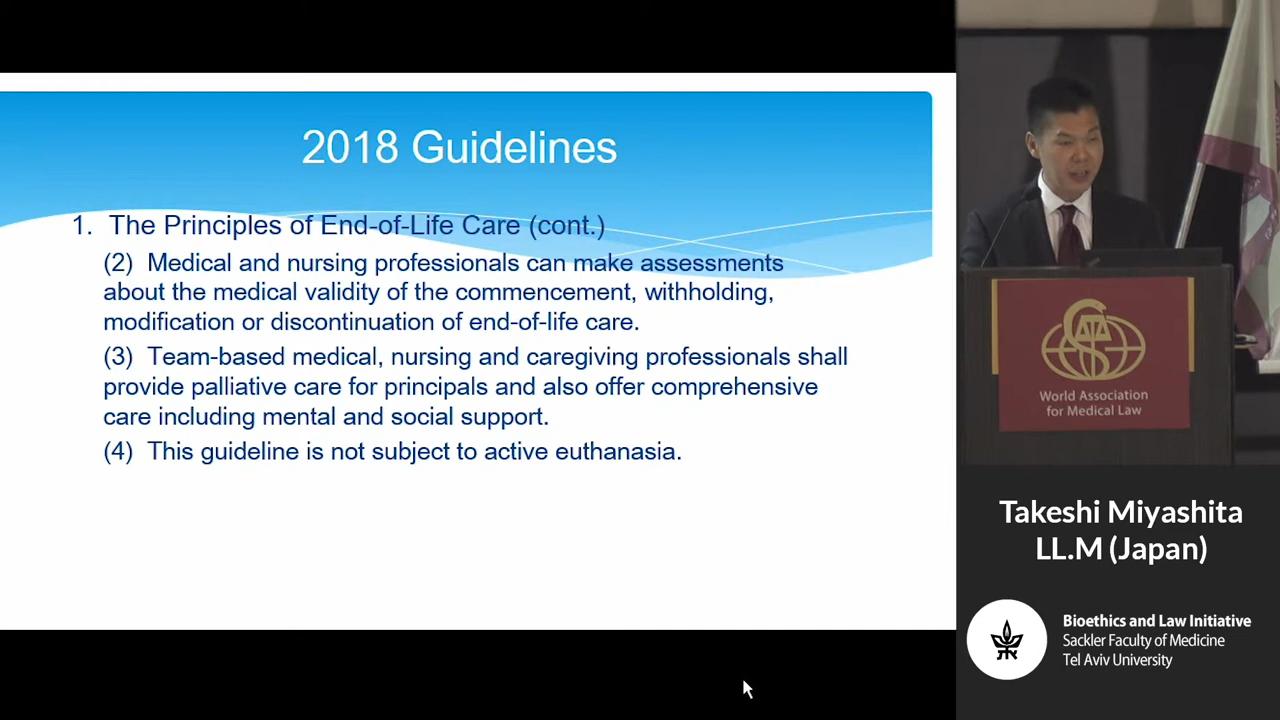 2018 Guidelines
1. The Principles of End-of-Life Care (cont.)
(2) Medical and nursing professionals can make assessments
about the medical validity of the commencement, withholding,
modification or discontinuation of end-of-life care.
(3) Team-based medical, nursing and caregiving professionals shall
provide palliative care for principals and also offer comprehensive
care including mental and social support.
(4) This guideline is not subject to active euthanasia.
World Association
for Medical Law
Takeshi Miyashita
LL.M (Japan)
Bioethics and Law Initiative
Sackler Faculty of Medicine
Tel Aviv University